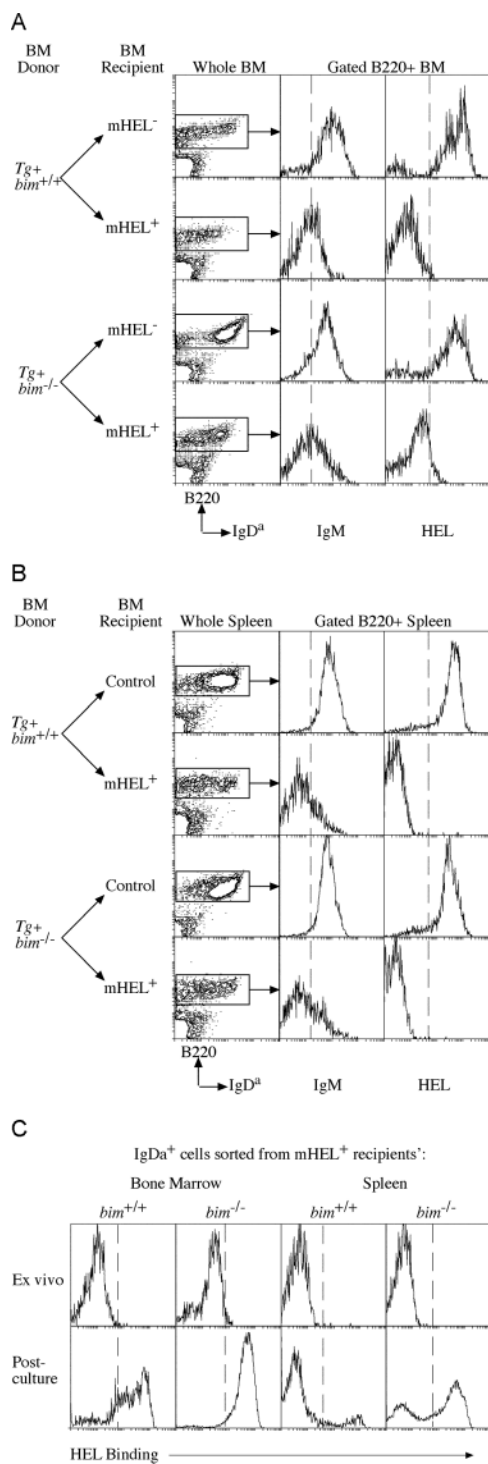 A
BM BM
Donor Recipient Whole BM Gated B220+ BM
mHEL-
Tg+
bim+/+
mHEL+
mHEL-
Tg+
bim-/-
mHEL+
B220
IgDa IgM HEL
B
BM BM
Donor Recipient Whole Spleen Gated B220+ Spleen
Control
Tg+
bim+/+
mHEL+
Control
Tg+
bim-/-
mHEL+
B220
IgDa IgM HEL
C
IgDa+ cells sorted from mHEL+ recipients':
Bone Marrow Spleen
bim+/+ bim-/- bim+/+ bim-/-
Ex vivo
Post-
culture
HEL Binding